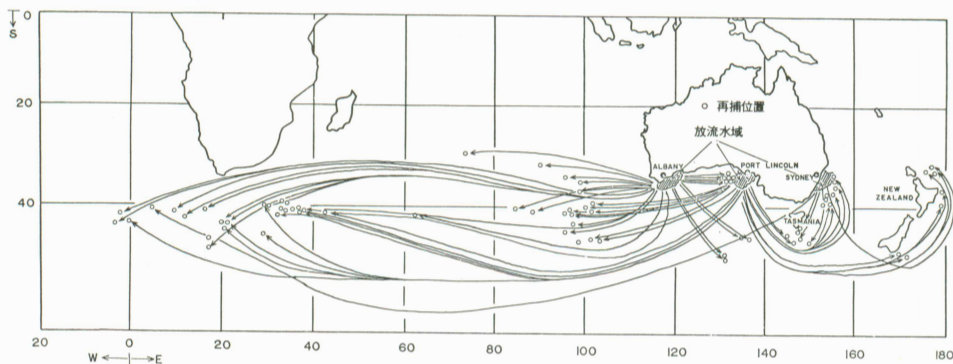 0
S
20
40
再捕位置
放流水域
ALBANY
PORT LINCOLN
SYDNEY
TASMANIA
NEW
ZEALAND
20 0 20 40 60 80 100 120 140 160 180
W E